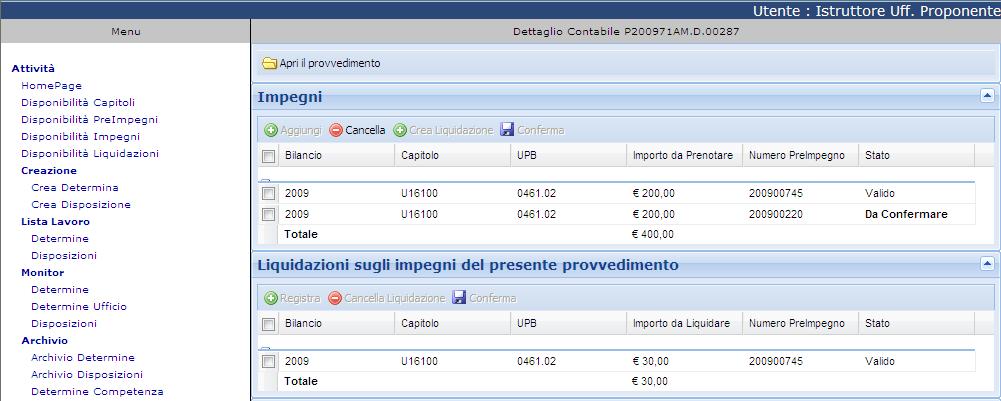 Utente : Istruttore Uff. Proponente
Menu
Dettaglio Contabile P200971AM.D.00287
Attività
HomePage
Disponibilità Capitoli
Disponibilità PreImpegni
Disponibilità Impegni
Disponibilità Liquidazioni
Creazione
Crea Determina
Crea Disposizione
Lista Lavoro
Determine
Disposizioni
Monitor
Determine
Determine Ufficio
Disposizioni
Archivio
Archivio Determine
Archivio Disposizioni
Determine Competenza
Apri il provvedimento
Impegni
Aggiungi Cancella Crea Liquidazione Conferma
Bilancio Capitolo UPB Importo da Prenotare Numero PreImpegno Stato
2009 U16100 0461.02 € 200,00 200900745 Valido
2009 U16100 0461.02 € 200,00 200900220 Da Confermare
Totale € 400,00
Liquidazioni sugli impegni del presente provvedimento
Registra Cancella Liquidazione Conferma
Bilancio Capitolo UPB Importo da Liquidare Numero PreImpegno Stato
2009 U16100 0461.02 € 30,00 200900745 Valido
Totale € 30,00